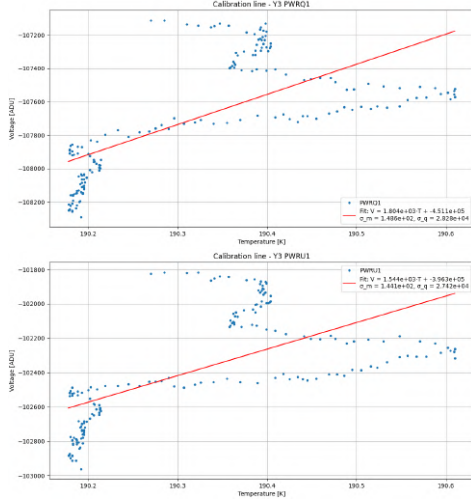 Calibration line - Y3 PWRQ1
Voltage [ADU]
−107200
−107400
−107600
−107800
−108000
−108200
190.2
190.3
190.4
190.5
190.6
Temperature [K]
PWRQ1
Fit: V = 1.804e+03·T + -4.511e+05
σ_m = 1.486e+02, σ_q = 2.828e+04
Calibration line - Y3 PWRU1
Voltage [ADU]
−101800
−102000
−102200
−102400
−102600
−102800
−103000
190.2
190.3
190.4
190.5
190.6
Temperature [K]
PWRU1
Fit: V = 1.544e+03·T + -3.963e+05
σ_m = 1.441e+02, σ_q = 2.742e+04